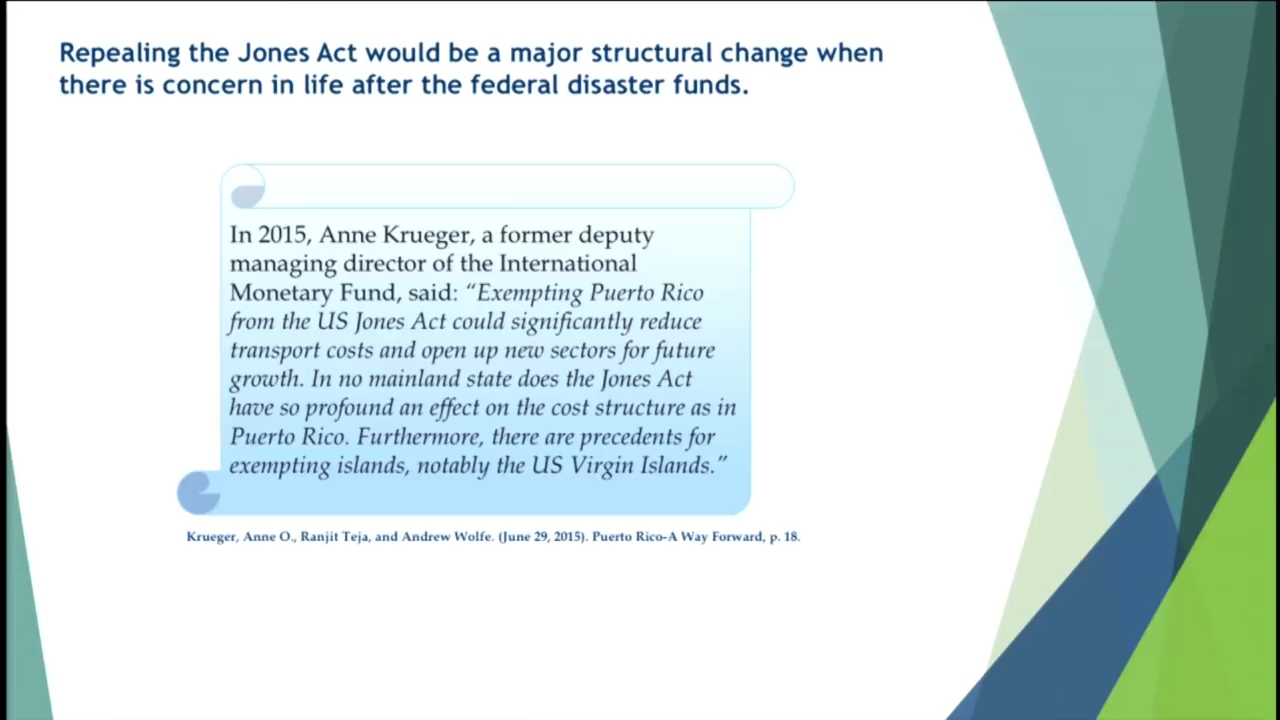 Repealing the Jones Act would be a major structural change when
there is concern in life after the federal disaster funds.
In 2015, Anne Krueger, a former deputy
managing director of the International
Monetary Fund, said: “Exempting Puerto Rico
from the US Jones Act could significantly reduce
transport costs and open up new sectors for future
growth. In no mainland state does the Jones Act
have so profound an effect on the cost structure as in
Puerto Rico. Furthermore, there are precedents for
exempting islands, notably the US Virgin Islands.”
Krueger, Anne O., Ranjit Teja, and Andrew Wolfe. (June 29, 2015). Puerto Rico-A Way Forward, p. 18.